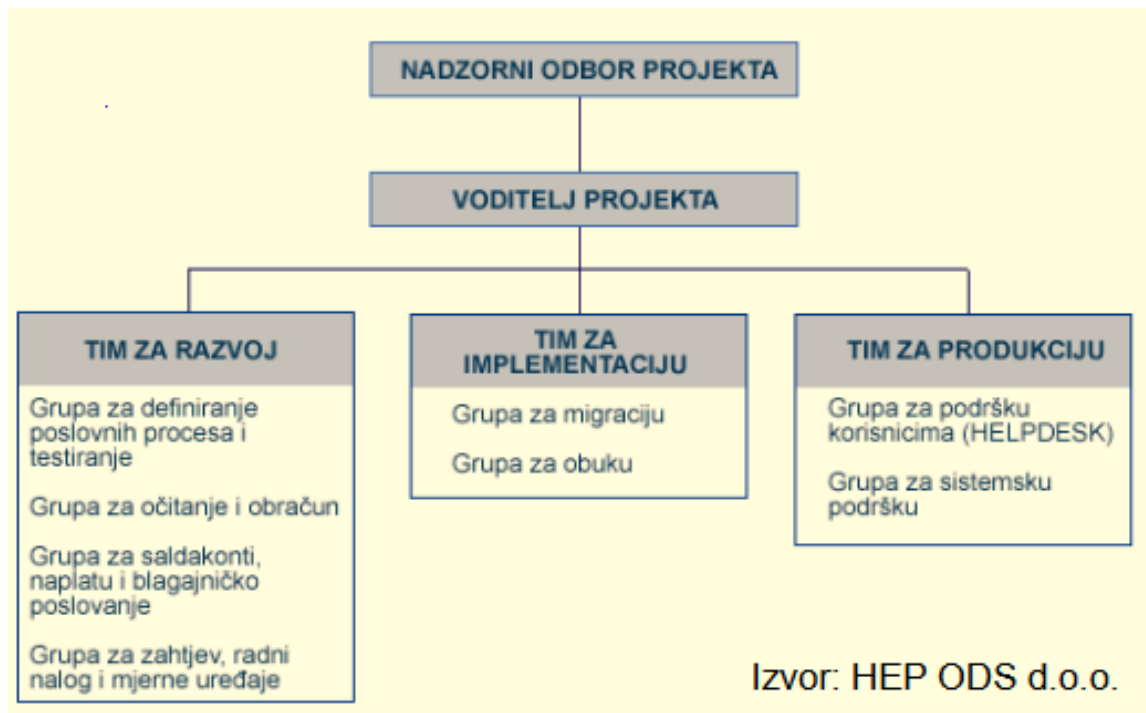 NADZORNI ODBOR PROJEKTA
VODITELJ PROJEKTA
TIM ZA RAZVOJ
Grupa za definiranje
poslovnih procesa i
testiranje
Grupa za očitanje i obračun
Grupa za saldakonti,
naplatu i blagajničko
poslovanje
Grupa za zahtjev, radni
nalog i mjerne uređaje
TIM ZA
IMPLEMENTACIJU
Grupa za migraciju
Grupa za obuku
TIM ZA PRODUKCIJU
Grupa za podršku
korisnicima (HELPDESK)
Grupa za sistemsku
podršku
Izvor: HEP ODS d.o.o.